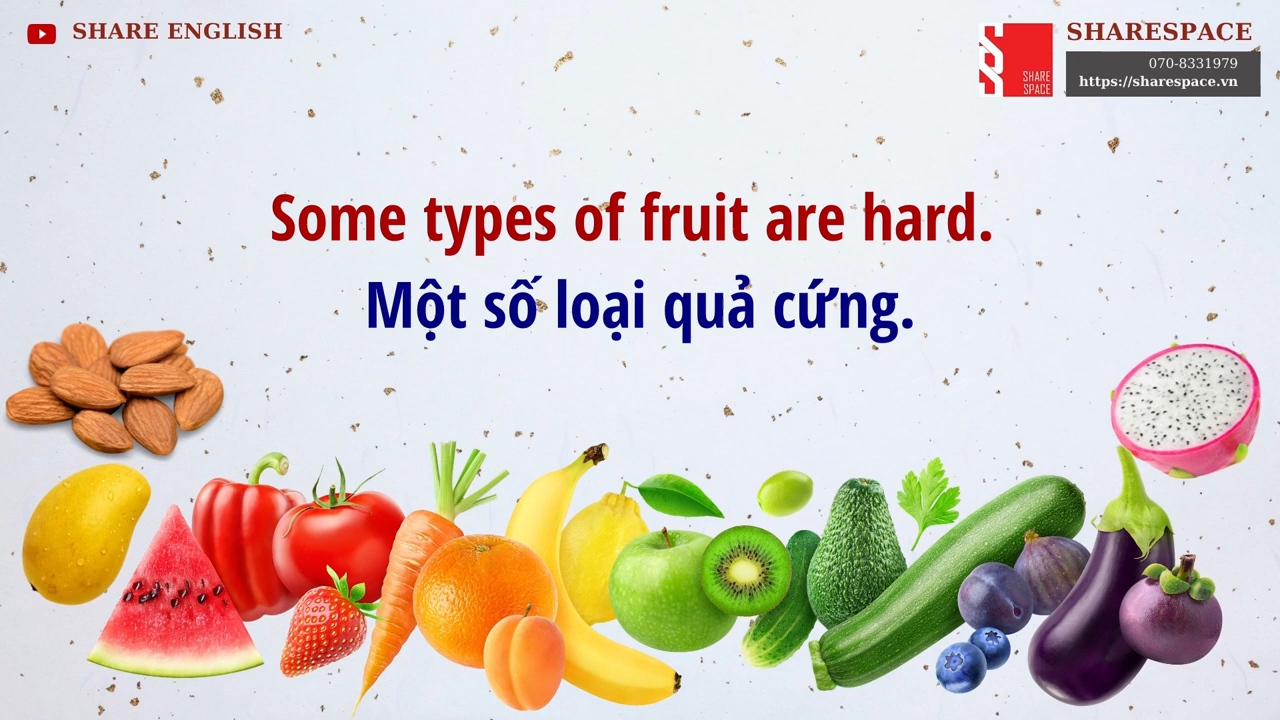 SHARE ENGLISH
SHARESPACE
070-8331979
https://sharespace.vn
SHARE
SPACE
Some types of fruit are hard.
Một số loại quả cứng.